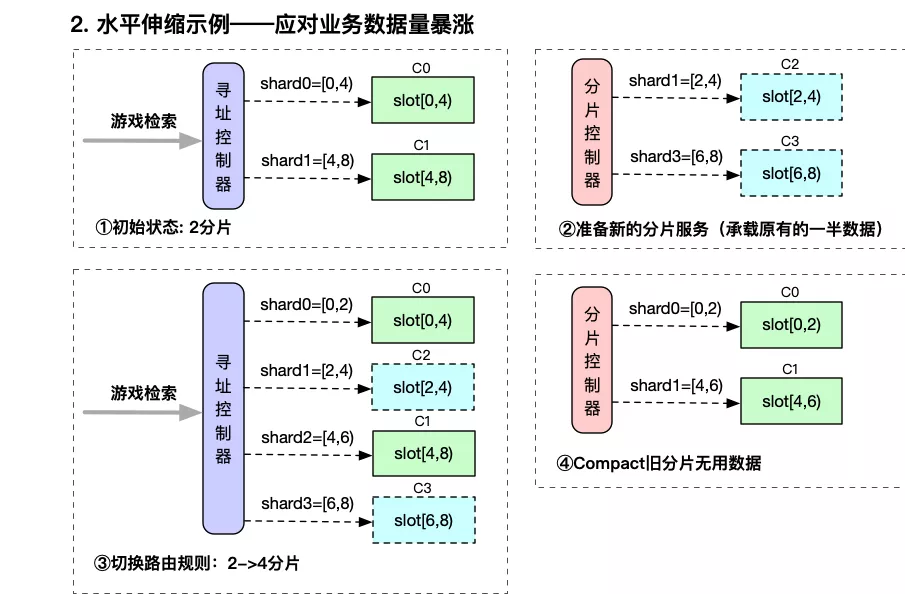 2. 水平伸缩示例——应对业务数据量暴涨
游戏检索
寻址控制器
shard0=[0,4)
C0
slot[0,4)
shard1=[4,8)
C1
slot[4,8)
①初始状态: 2分片
分片控制器
shard1=[2,4)
C2
slot[2,4)
shard3=[6,8)
C3
slot[6,8)
②准备新的分片服务（承载原有的一半数据）
游戏检索
寻址控制器
shard0=[0,2)
C0
slot[0,4)
shard1=[2,4)
C2
slot[2,4)
shard2=[4,6)
C1
slot[4,8)
shard3=[6,8)
C3
slot[6,8)
③切换路由规则：2->4分片
分片控制器
shard0=[0,2)
C0
slot[0,2)
shard1=[4,6)
C1
slot[4,6)
④Compact旧分片无用数据